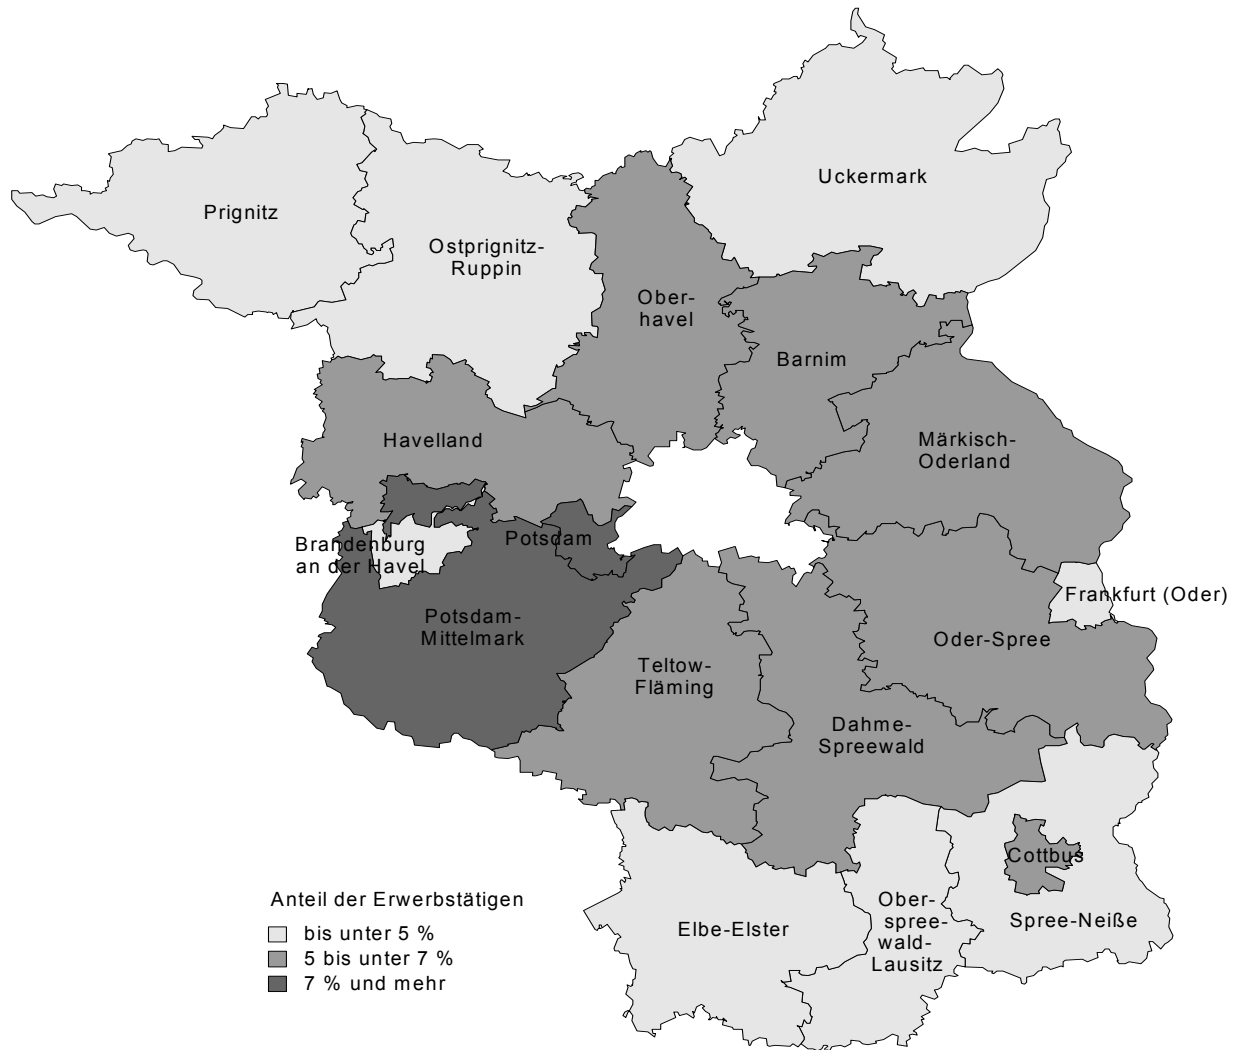 Uckermark
Prignitz
Ostprignitz-
Ruppin
Ober-
havel
Barnim
Havelland
Märkisch-
Oderland
Brandenburg
an der Havel
Potsdam
Frankfurt (Oder)
Potsdam-
Mittelmark
Oder-Spree
Teltow-
Fläming
Dahme-
Spreewald
Cottbus
Ober-
spree-
wald-
Lausitz
Spree-Neiße
Elbe-Elster
Anteil der Erwerbstätigen
bis unter 5 %
5 bis unter 7 %
7 % und mehr